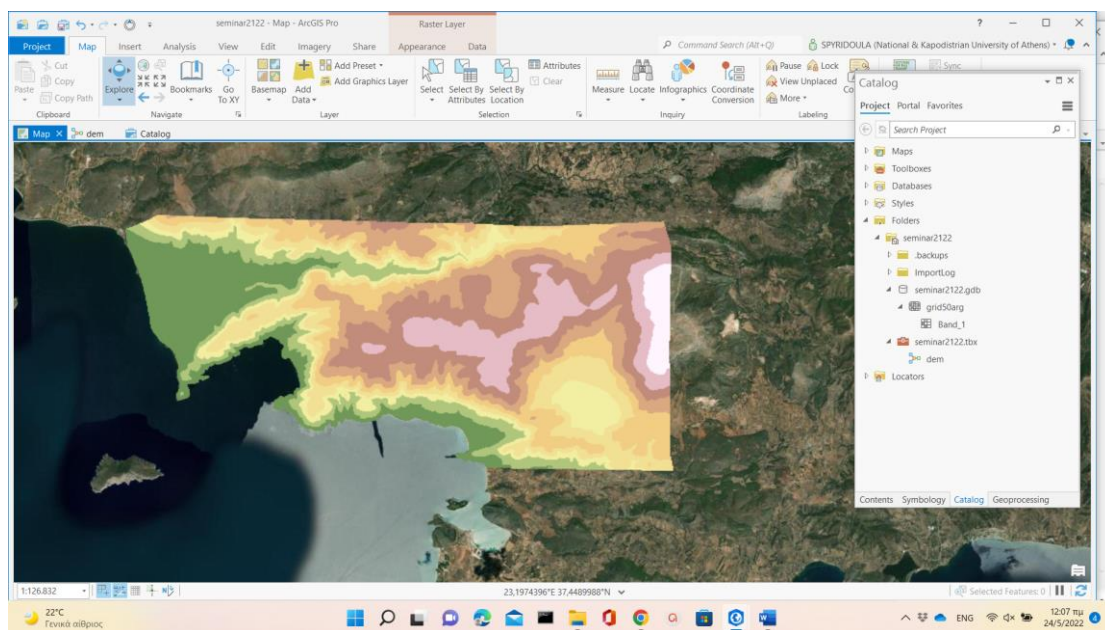 seminar2122 - Map - ArcGIS Pro
Raster Layer
?
Project Map Insert Analysis View Edit Imagery Share Appearance Data
Command Search (Alt+Q)
SPYRIDOULA (National & Kapodistrian University of Athens)
Paste
Cut
Copy
Copy Path
Clipboard
Explore
Bookmarks
Go To XY
Navigate
Basemap
Add Data
Add Preset
Add Graphics Layer
Layer
Select
Select By Attributes
Select By Location
Attributes
Clear
Selection
Measure
Locate
Infographics
Coordinate Conversion
Inquiry
Pause
Lock
View Unplaced
More
Labeling
Sync
Map
dem
Catalog
Catalog
Project Portal Favorites
Search Project
Maps
Toolboxes
Databases
Styles
Folders
seminar2122
.backups
ImportLog
seminar2122.gdb
grid50arg
Band_1
seminar2122.tbx
dem
Locators
Contents Symbology Catalog Geoprocessing
1:126.832
23,1974396°E 37,4489988°N
Selected Features: 0
22°C
Γενικά αίθριος
ENG
12:07 πμ
24/5/2022
4